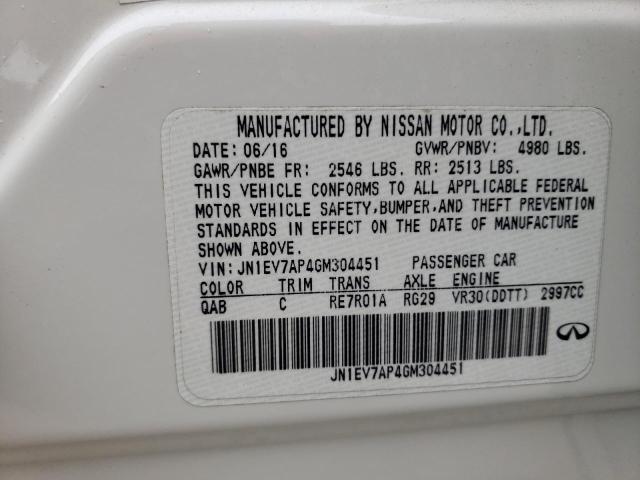 MANUFACTURED BY NISSAN MOTOR CO.,LTD.
DATE: 06/16 GVWR/PNBV: 4980 LBS.
GAWR/PNBE FR: 2546 LBS. RR: 2513 LBS.
THIS VEHICLE CONFORMS TO ALL APPLICABLE FEDERAL
MOTOR VEHICLE SAFETY,BUMPER,AND THEFT PREVENTION
STANDARDS IN EFFECT ON THE DATE OF MANUFACTURE
SHOWN ABOVE.
VIN: JN1EV7AP4GM304451 PASSENGER CAR
COLOR TRIM TRANS AXLE ENGINE
QAB C RE7R01A RG29 VR30(DDTT) 2997CC
JN1EV7AP4GM304451